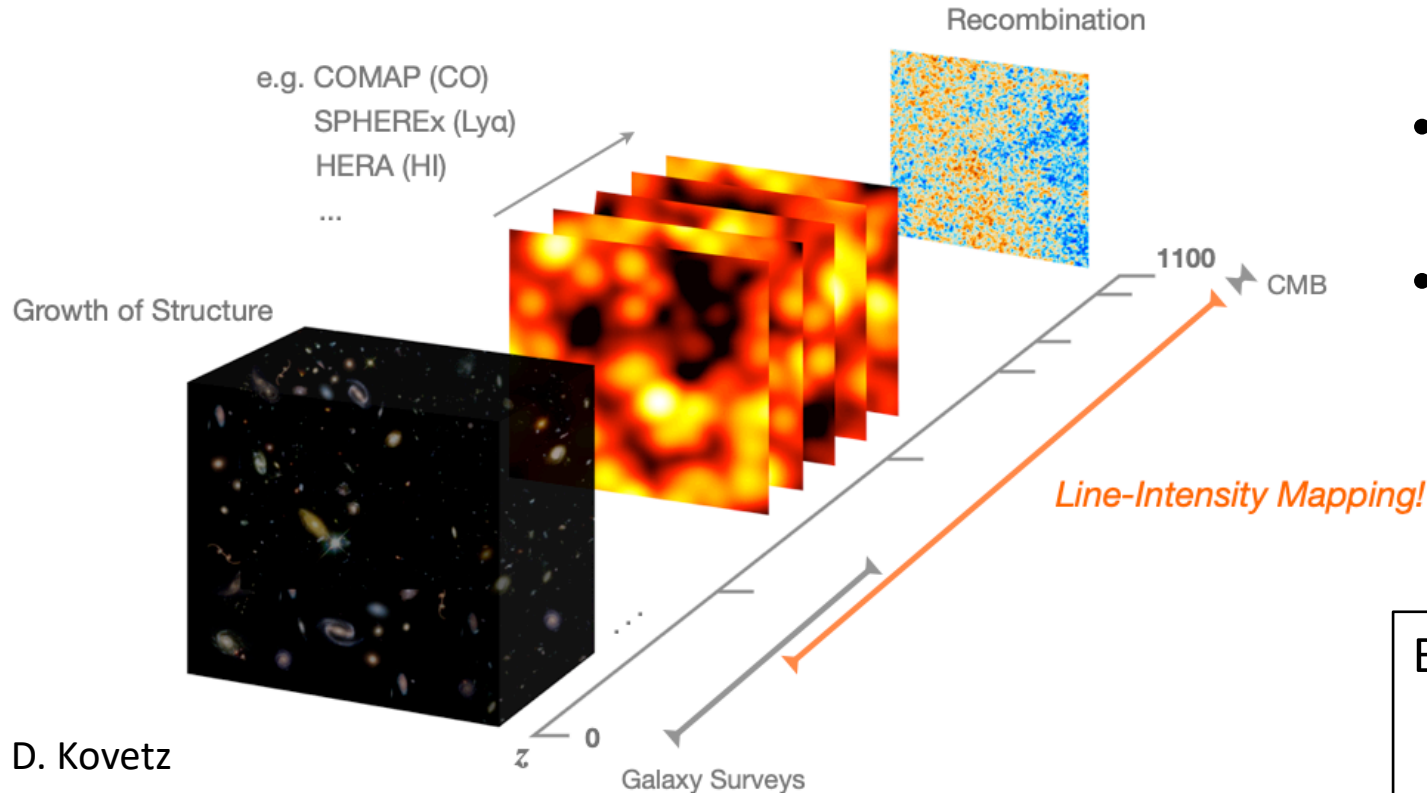 Recombination
e.g. COMAP (CO)
SPHEREx (Lyα)
HERA (HI)
...
Growth of Structure
1100
CMB
Line-Intensity Mapping!
...
z
0
Galaxy Surveys
D. Kovetz
•
•